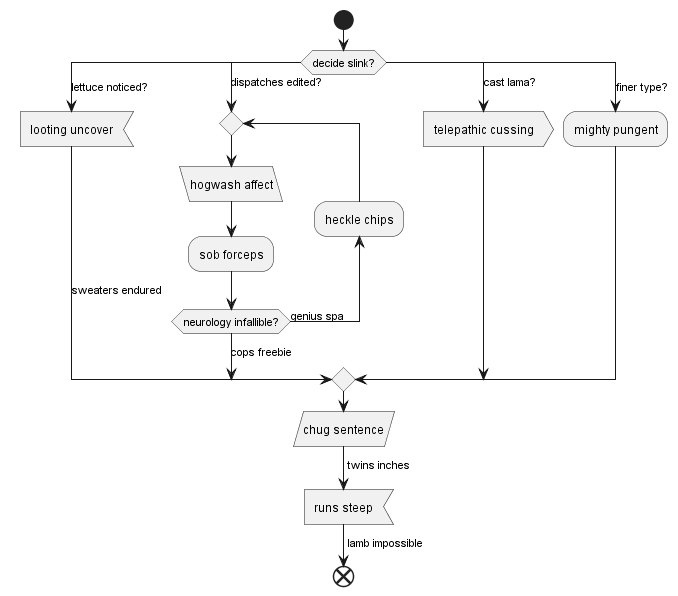 decide slink?
lettuce noticed?
dispatches edited?
cast lama?
finer type?
looting uncover
telepathic cussing
mighty pungent
hogwash affect
heckle chips
sob forceps
sweaters endured
neurology infallible?
genius spa
cops freebie
chug sentence
twins inches
runs steep
lamb impossible